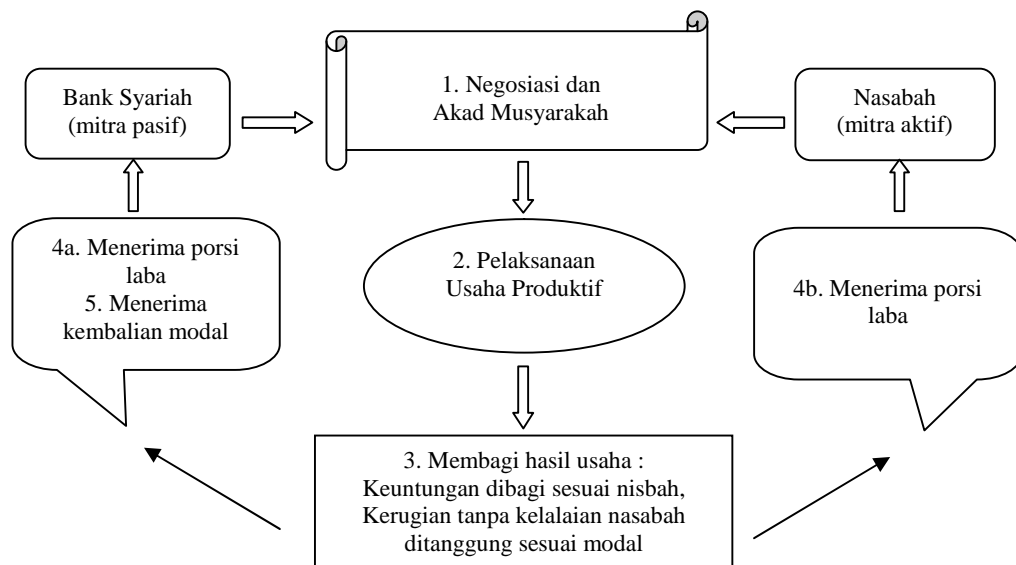 1. Negosiasi dan
Akad Musyarakah
Bank Syariah
(mitra pasif)
Nasabah
(mitra aktif)
4a. Menerima porsi
laba
5. Menerima
kembalian modal
2. Pelaksanaan
Usaha Produktif
4b. Menerima porsi
laba
3. Membagi hasil usaha :
Keuntungan dibagi sesuai nisbah,
Kerugian tanpa kelalaian nasabah
ditanggung sesuai modal